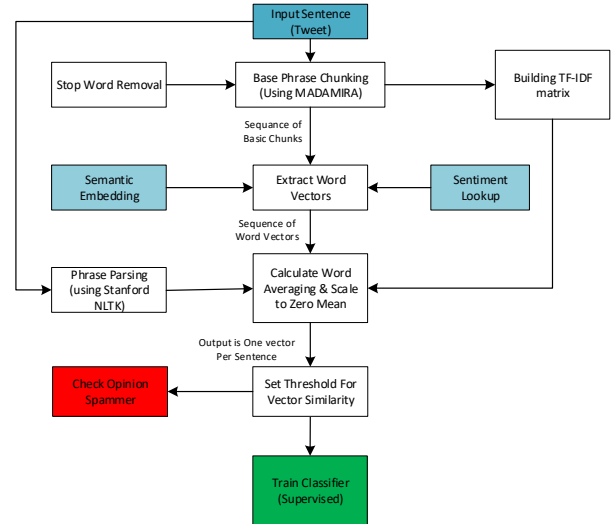 Input Sentence
(Tweet)
Stop Word Removal
Base Phrase Chunking
(Using MADAMIRA)
Building TF-IDF
matrix
Sequance of
Basic Chunks
Semantic
Embedding
Extract Word
Vectors
Sentiment
Lookup
Sequence of
Word Vectors
Phrase Parsing
(using Stanford
NLTK)
Calculate Word
Averaging & Scale
to Zero Mean
Output is One vector
Per Sentence
Check Opinion
Spammer
Set Threshold For
Vector Similarity
Train Classifier
(Supervised)